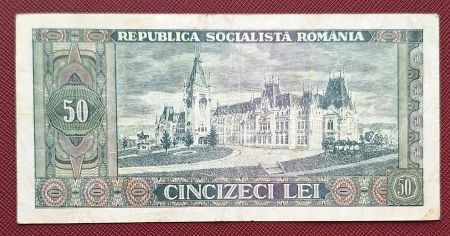 REPUBLICA SOCIALISTĂ ROMÂNIA
50
CINCIZECI LEI
50